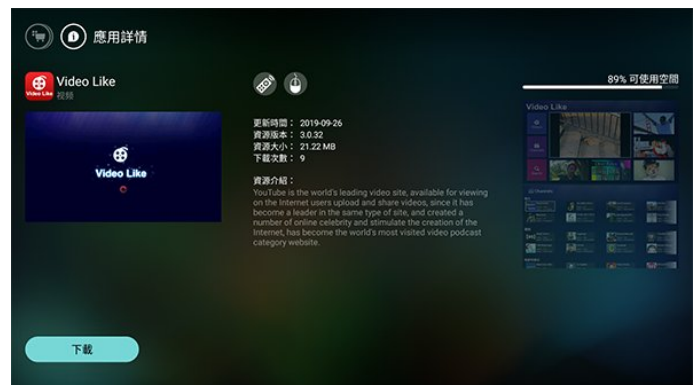 應用詳情
Video Like
視頻
Video Like
Video Like
更新時間： 2019-09-26
資源版本： 3.0.32
資源大小： 21.22 MB
下載次數： 9
資源介紹：
YouTube is the world's leading video site, available for viewing
on the Internet users upload and share videos, since it has
become a leader in the same type of site, and created a
number of online celebrity and stimulate the creation of the
Internet, has become the world's most visited video podcast
category website.
89% 可使用空間
Video Like
Channels
下載